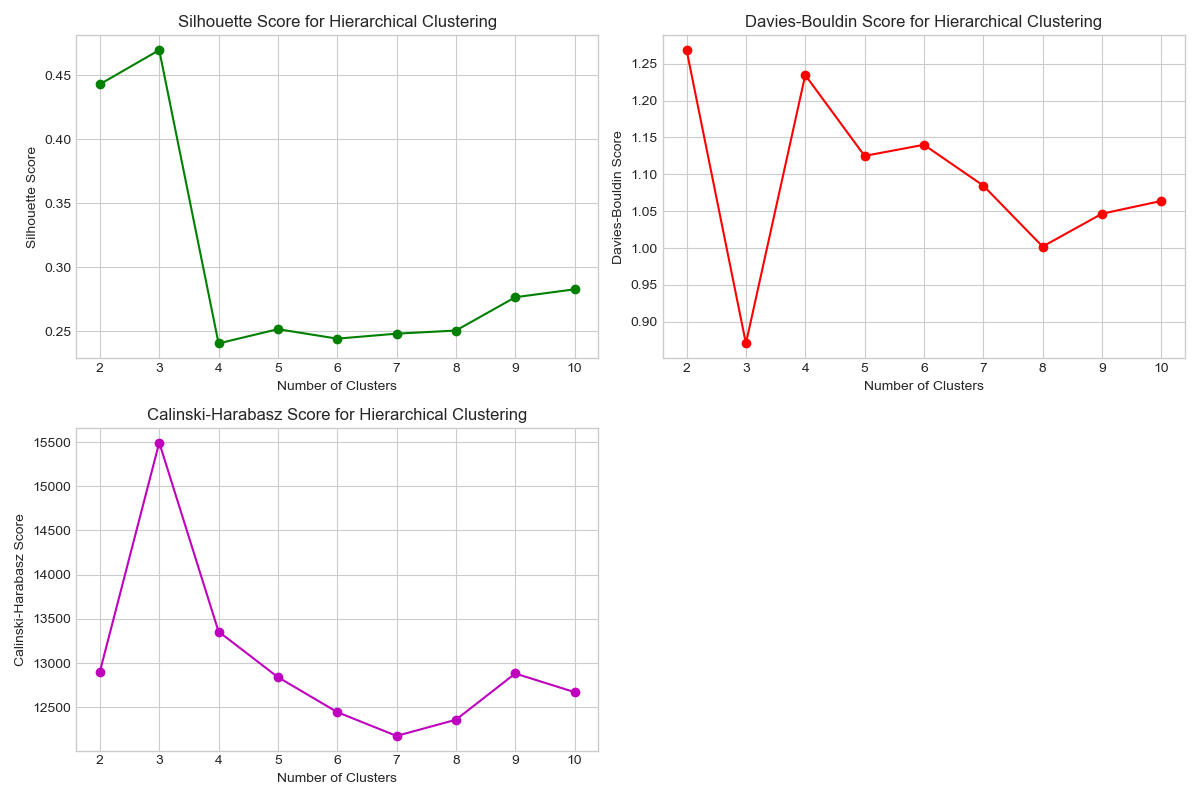 Silhouette Score for Hierarchical Clustering
Silhouette Score
0.45
0.40
0.35
0.30
0.25
2 3 4 5 6 7 8 9 10
Number of Clusters
Davies-Bouldin Score for Hierarchical Clustering
Davies-Bouldin Score
1.25
1.20
1.15
1.10
1.05
1.00
0.95
0.90
2 3 4 5 6 7 8 9 10
Number of Clusters
Calinski-Harabasz Score for Hierarchical Clustering
Calinski-Harabasz Score
15500
15000
14500
14000
13500
13000
12500
2 3 4 5 6 7 8 9 10
Number of Clusters